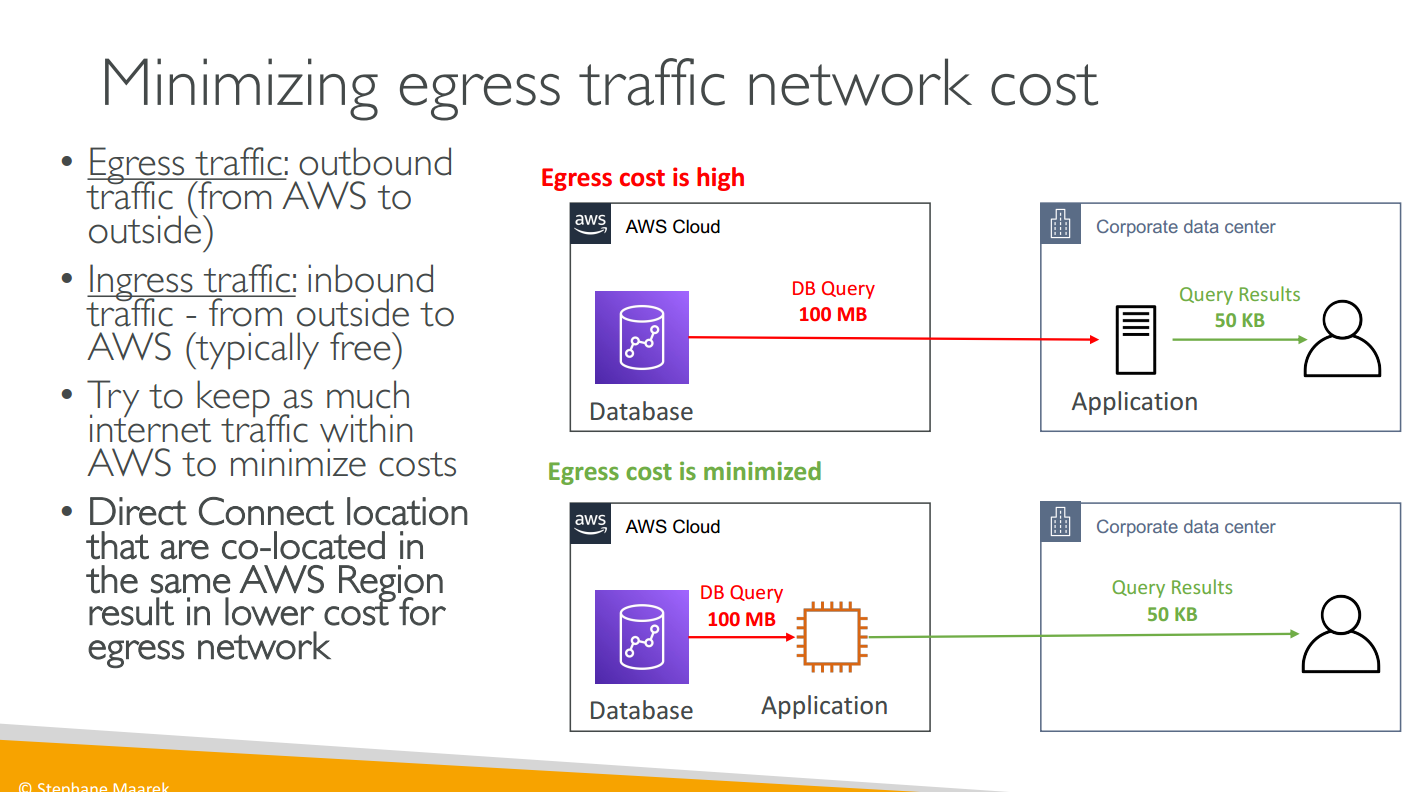 Minimizing egress traffic network cost
• Egress traffic: outbound
traffic (from AWS to
outside)
• Ingress traffic: inbound
traffic - from outside to
AWS (typically free)
• Try to keep as much
internet traffic within
AWS to minimize costs
• Direct Connect location
that are co-located in
the same AWS Region
result in lower cost for
egress network
Egress cost is high
aws
AWS Cloud
DB Query
100 MB
Database
Corporate data center
Query Results
50 KB
Application
Egress cost is minimized
aws
AWS Cloud
DB Query
100 MB
Database
Application
Corporate data center
Query Results
50 KB
© Stephane Maarek